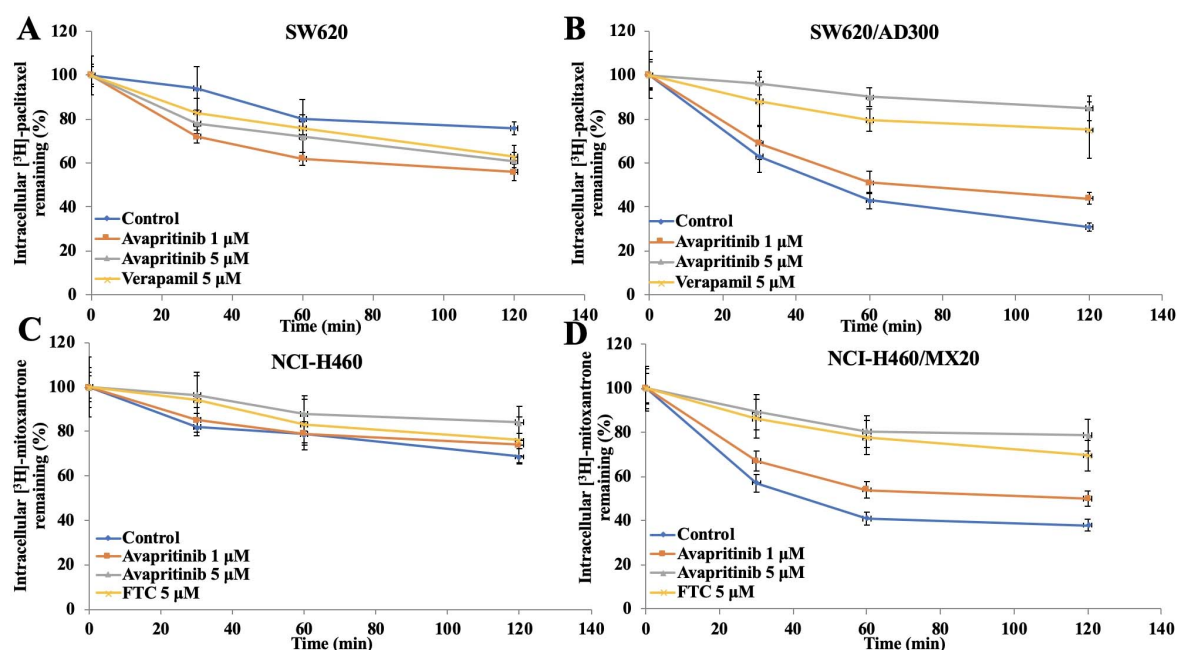 A
SW620
Intracellular [³H]-paclitaxel
remaining (%)
120
100
80
60
40
20
0
Control
Avapritinib 1 μM
Avapritinib 5 μM
Verapamil 5 μM
0 20 40 60 80 100 120 140
Time (min)
B
SW620/AD300
Intracellular [³H]-paclitaxel
remaining (%)
120
100
80
60
40
20
0
Control
Avapritinib 1 μM
Avapritinib 5 μM
Verapamil 5 μM
0 20 40 60 80 100 120 140
Time (min)
C
NCI-H460
Intracellular [³H]-mitoxantrone
remaining (%)
120
100
80
60
40
20
0
Control
Avapritinib 1 μM
Avapritinib 5 μM
FTC 5 μM
0 20 40 60 80 100 120 140
Time (min)
D
NCI-H460/MX20
Intracellular [³H]-mitoxantrone
remaining (%)
120
100
80
60
40
20
0
Control
Avapritinib 1 μM
Avapritinib 5 μM
FTC 5 μM
0 20 40 60 80 100 120 140
Time (min)